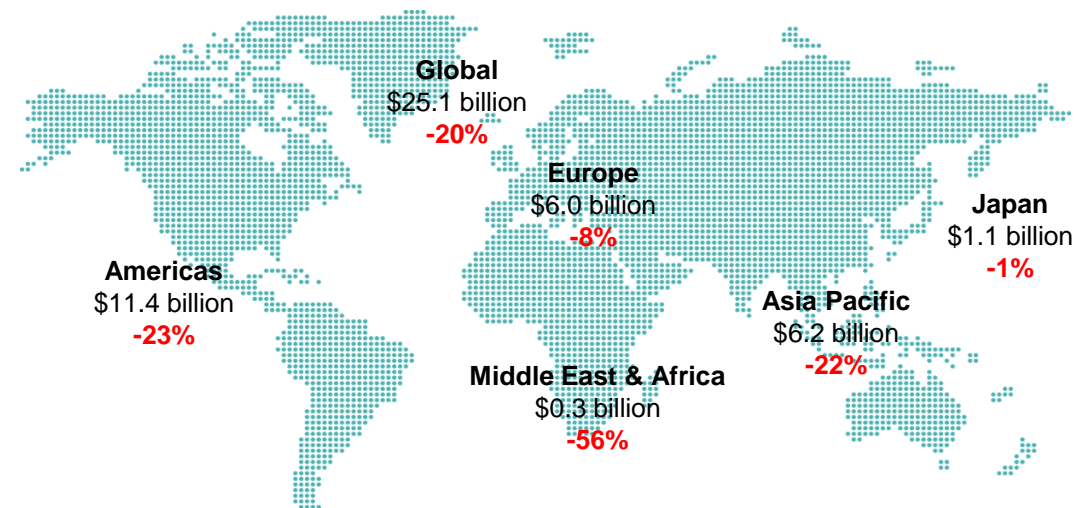 Global
$25.1 billion
-20%
Europe
$6.0 billion
-8%
Japan
$1.1 billion
-1%
Americas
$11.4 billion
-23%
Asia Pacific
$6.2 billion
-22%
Middle East & Africa
$0.3 billion
-56%